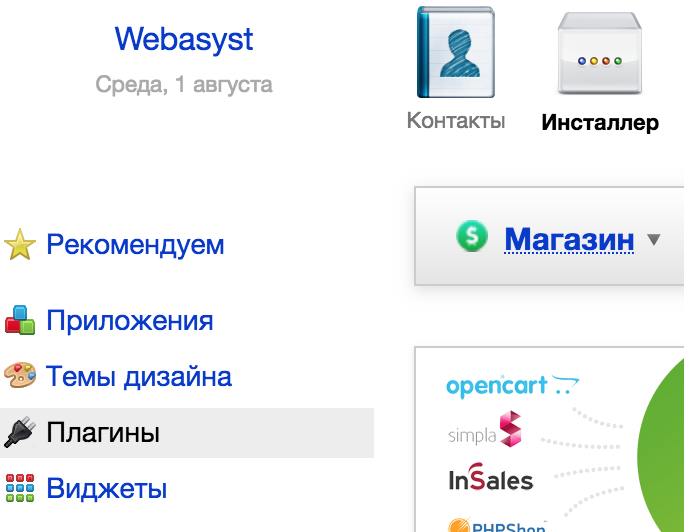 Webasyst
Среда, 1 августа
Контакты
Инсталлер
Рекомендуем
Приложения
Темы дизайна
Плагины
Виджеты
Магазин
opencart
simpla
InSales
PHPShop